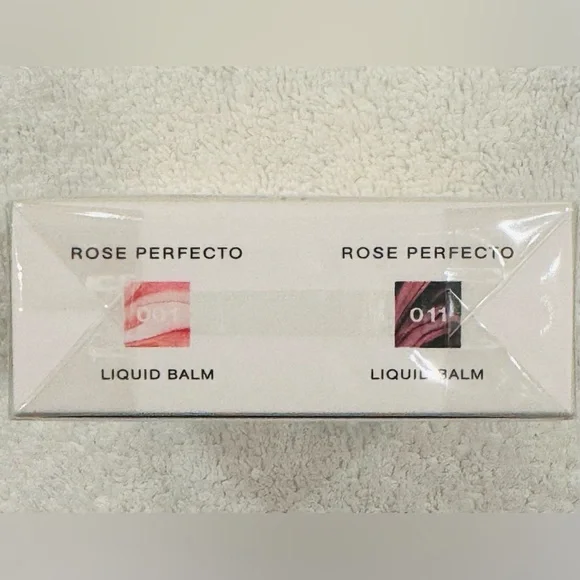 ROSE PERFECTO
001
LIQUID BALM
ROSE PERFECTO
011
LIQUID BALM